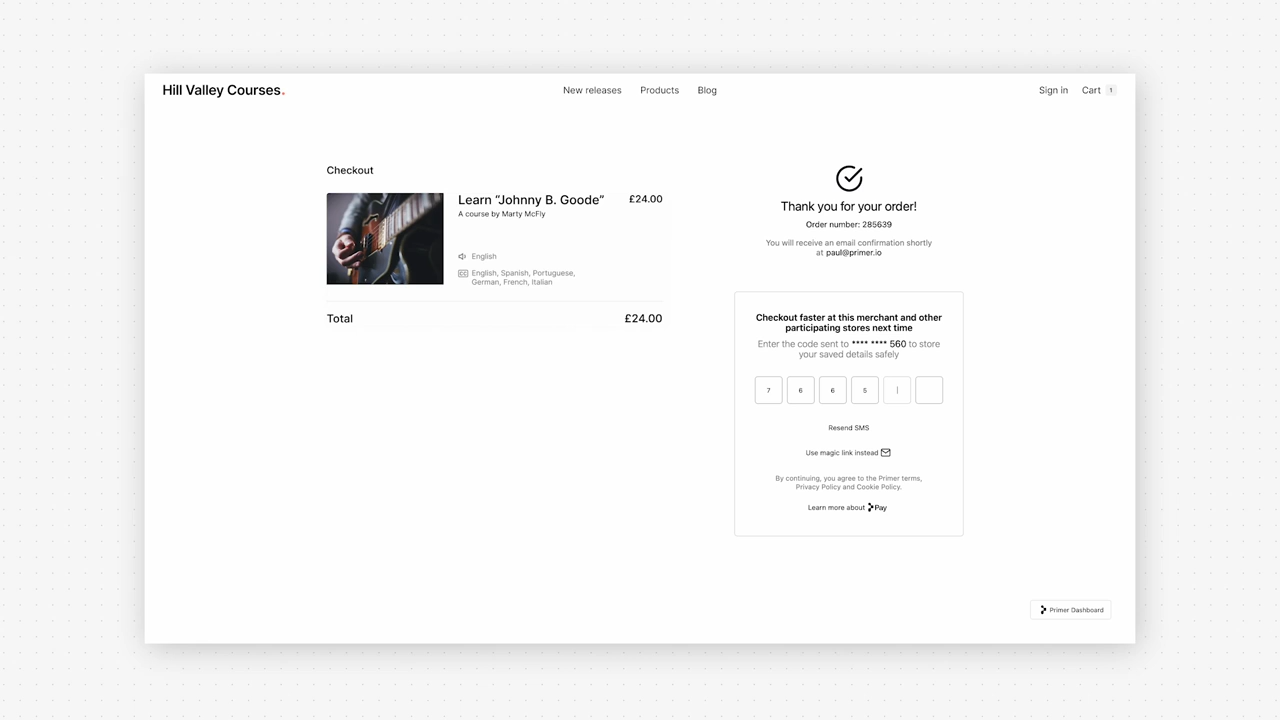 Hill Valley Courses.
New releases
Products
Blog
Sign in
Cart 1
Checkout
Learn “Johnny B. Goode”
£24.00
A course by Marty McFly
English
CC English, Spanish, Portuguese,
German, French, Italian
Total
£24.00
Thank you for your order!
Order number: 285639
You will receive an email confirmation shortly
at paul@primer.io
Checkout faster at this merchant and other
participating stores next time
Enter the code sent to **** **** 560 to store
your saved details safely
7 6 6 5
Resend SMS
Use magic link instead
By continuing, you agree to the Primer terms,
Privacy Policy and Cookie Policy.
Learn more about Pay
Primer Dashboard